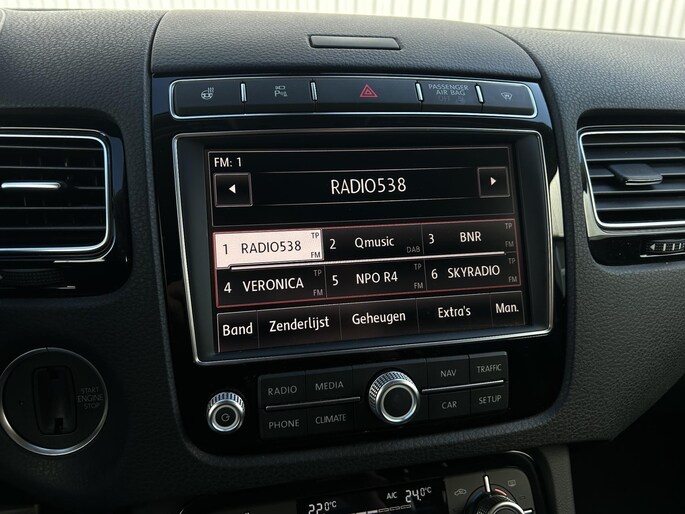 PASSENGER
AIR BAG
FM: 1
RADIO538
1 RADIO538 TP FM
2 Qmusic DAB
3 BNR TP FM
4 VERONICA TP FM
5 NPO R4 TP FM
6 SKYRADIO TP FM
Band Zenderlijst Geheugen Extra's Man.
RADIO MEDIA NAV TRAFFIC
PHONE CLIMATE CAR SETUP
START
ENGINE
STOP
22.0°C A/C 24.0°C